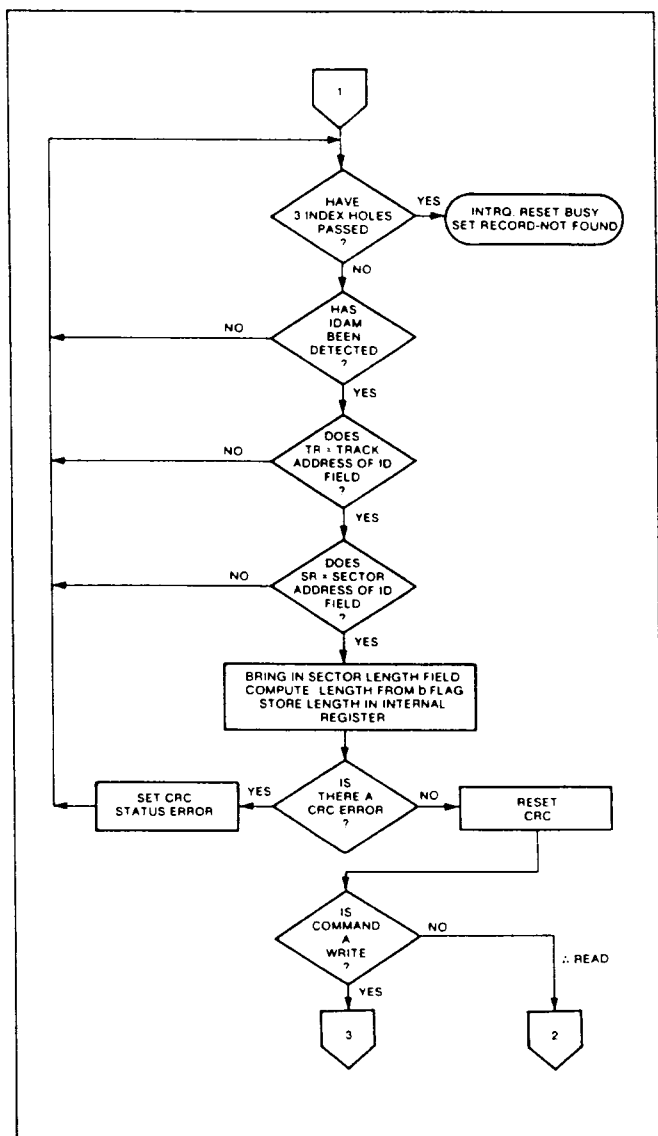 1
HAVE
3 INDEX HOLES
PASSED
?
YES
INTRQ. RESET BUSY
SET RECORD-NOT FOUND
NO
HAS
IDAM
BEEN
DETECTED
?
NO
YES
DOES
TR = TRACK
ADDRESS OF ID
FIELD
?
NO
YES
DOES
SR = SECTOR
ADDRESS OF ID
FIELD
?
NO
YES
BRING IN SECTOR LENGTH FIELD
COMPUTE LENGTH FROM b FLAG
STORE LENGTH IN INTERNAL
REGISTER
IS
THERE A
CRC ERROR
?
YES
SET CRC
STATUS ERROR
NO
RESET
CRC
IS
COMMAND
A
WRITE
?
NO
∴ READ
YES
3
2